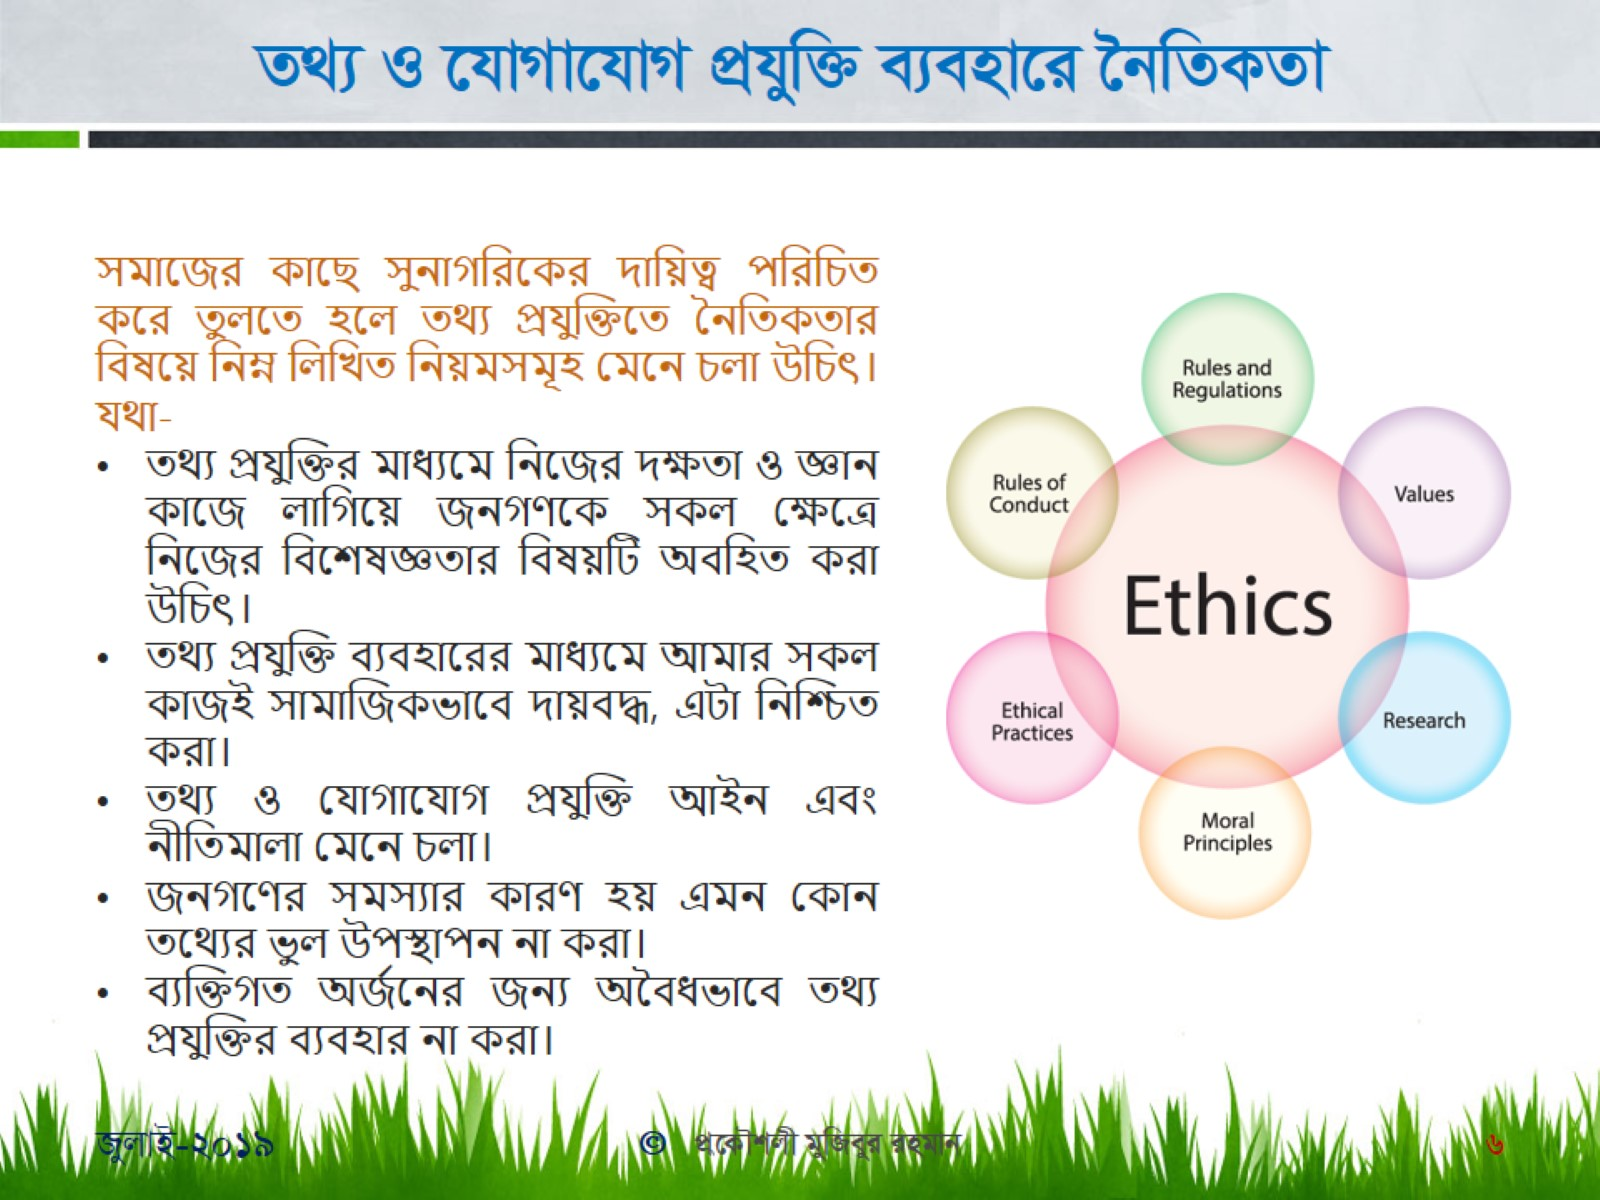 তথ্য ও যোগাযোগ প্রযুক্তি ব্যবহারে নৈতিকতা
সমাজের কাছে সুনাগরিকের দায়িত্ব পরিচিত
করে তুলতে হলে তথ্য প্রযুক্তিতে নৈতিকতার
বিষয়ে নিম্ন লিখিত নিয়মসমূহ মেনে চলা উচিৎ।
যথা-
• তথ্য প্রযুক্তির মাধ্যমে নিজের দক্ষতা ও জ্ঞান
কাজে লাগিয়ে জনগণকে সকল ক্ষেত্রে
নিজের বিশেষজ্ঞতার বিষয়টি অবহিত করা
উচিৎ।
• তথ্য প্রযুক্তি ব্যবহারের মাধ্যমে আমার সকল
কাজই সামাজিকভাবে দায়বদ্ধ, এটা নিশ্চিত
করা।
• তথ্য ও যোগাযোগ প্রযুক্তি আইন এবং
নীতিমালা মেনে চলা।
• জনগণের সমস্যার কারণ হয় এমন কোন
তথ্যের ভুল উপস্থাপন না করা।
• ব্যক্তিগত অর্জনের জন্য অবৈধভাবে তথ্য
প্রযুক্তির ব্যবহার না করা।
Rules and
Regulations
Rules of
Conduct
Values
Ethics
Ethical
Practices
Research
Moral
Principles
জুলাই-২০১৯
© প্রকৌশলী মুজিবুর রহমান
৬